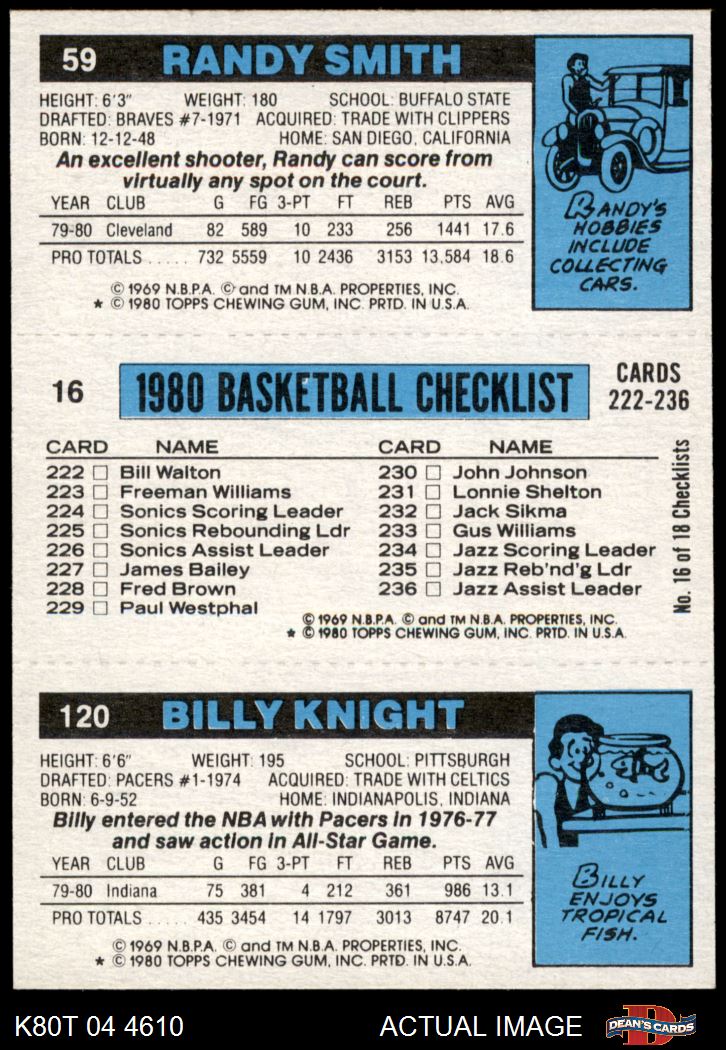 59 RANDY SMITH
HEIGHT: 6'3" WEIGHT: 180 SCHOOL: BUFFALO STATE
DRAFTED: BRAVES #7-1971 ACQUIRED: TRADE WITH CLIPPERS
BORN: 12-12-48 HOME: SAN DIEGO, CALIFORNIA
An excellent shooter, Randy can score from
virtually any spot on the court.
YEAR CLUB G FG 3-PT FT REB PTS AVG
79-80 Cleveland 82 589 10 233 256 1441 17.6
PRO TOTALS ..... 732 5559 10 2436 3153 13,584 18.6
© 1969 N.B.P.A. © and TM N.B.A. PROPERTIES, INC.
* © 1980 TOPPS CHEWING GUM, INC. PRTD. IN U.S.A.
RANDY'S
HOBBIES
INCLUDE
COLLECTING
CARS.
16 1980 BASKETBALL CHECKLIST CARDS
222-236
CARD NAME
222 □ Bill Walton
223 □ Freeman Williams
224 □ Sonics Scoring Leader
225 □ Sonics Rebounding Ldr
226 □ Sonics Assist Leader
227 □ James Bailey
228 □ Fred Brown
229 □ Paul Westphal
CARD NAME
230 □ John Johnson
231 □ Lonnie Shelton
232 □ Jack Sikma
233 □ Gus Williams
234 □ Jazz Scoring Leader
235 □ Jazz Reb'nd'g Ldr
236 □ Jazz Assist Leader
No. 16 of 18 Checklists
© 1969 N.B.P.A. © and TM N.B.A. PROPERTIES, INC.
* © 1980 TOPPS CHEWING GUM, INC. PRTD. IN U.S.A.
120 BILLY KNIGHT
HEIGHT: 6'6" WEIGHT: 195 SCHOOL: PITTSBURGH
DRAFTED: PACERS #1-1974 ACQUIRED: TRADE WITH CELTICS
BORN: 6-9-52 HOME: INDIANAPOLIS, INDIANA
Billy entered the NBA with Pacers in 1976-77
and saw action in All-Star Game.
YEAR CLUB G FG 3-PT FT REB PTS AVG
79-80 Indiana 75 381 4 212 361 986 13.1
PRO TOTALS ..... 435 3454 14 1797 3013 8747 20.1
© 1969 N.B.P.A. © and TM N.B.A. PROPERTIES, INC.
* © 1980 TOPPS CHEWING GUM, INC. PRTD. IN U.S.A.
BILLY
ENJOYS
TROPICAL
FISH.
K80T 04 4610 ACTUAL IMAGE DEAN'S CARDS